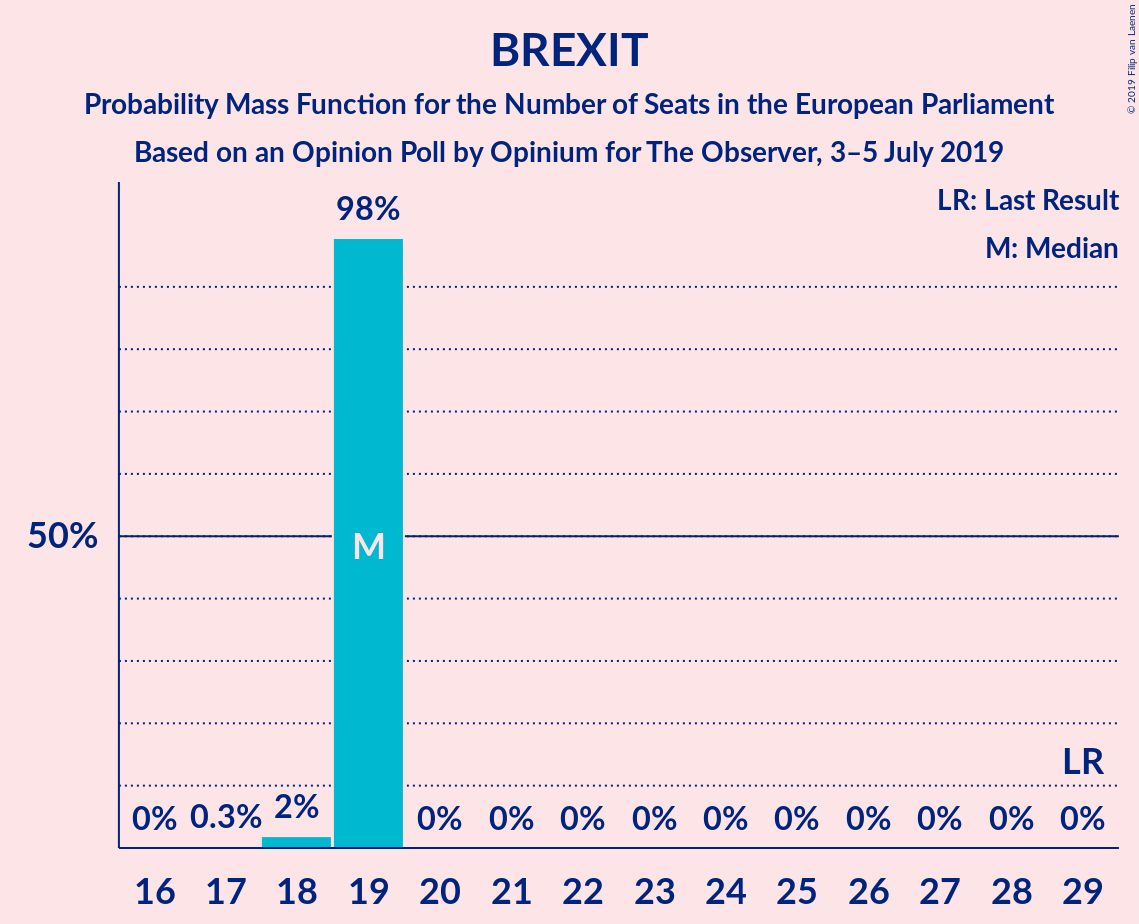 BREXIT
Probability Mass Function for the Number of Seats in the European Parliament
Based on an Opinion Poll by Opinium for The Observer, 3–5 July 2019
© 2019 Filip van Laenen
LR: Last Result
M: Median
98%
50%
M
LR
0% 0.3% 2% 0% 0% 0% 0% 0% 0% 0% 0% 0% 0%
16 17 18 19 20 21 22 23 24 25 26 27 28 29